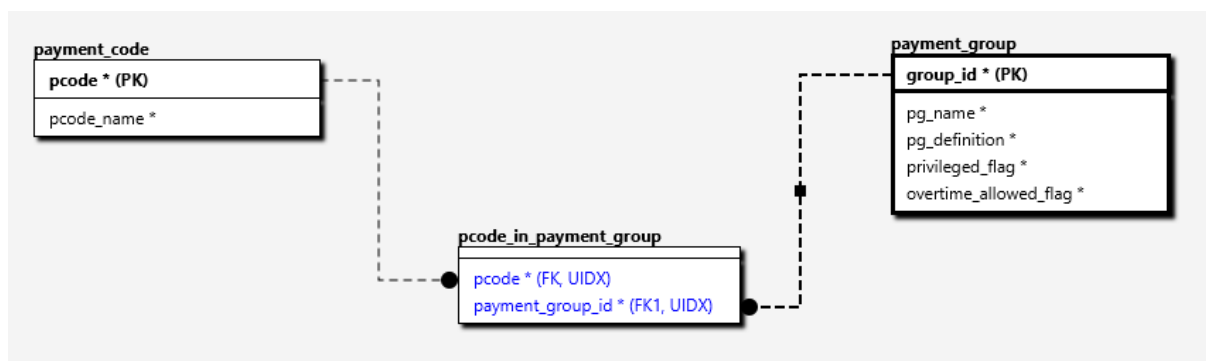 payment_code
pcode * (PK)
pcode_name *
payment_group
group_id * (PK)
pg_name *
pg_definition *
privileged_flag *
overtime_allowed_flag *
pcode_in_payment_group
pcode * (FK, UIDX)
payment_group_id * (FK1, UIDX)